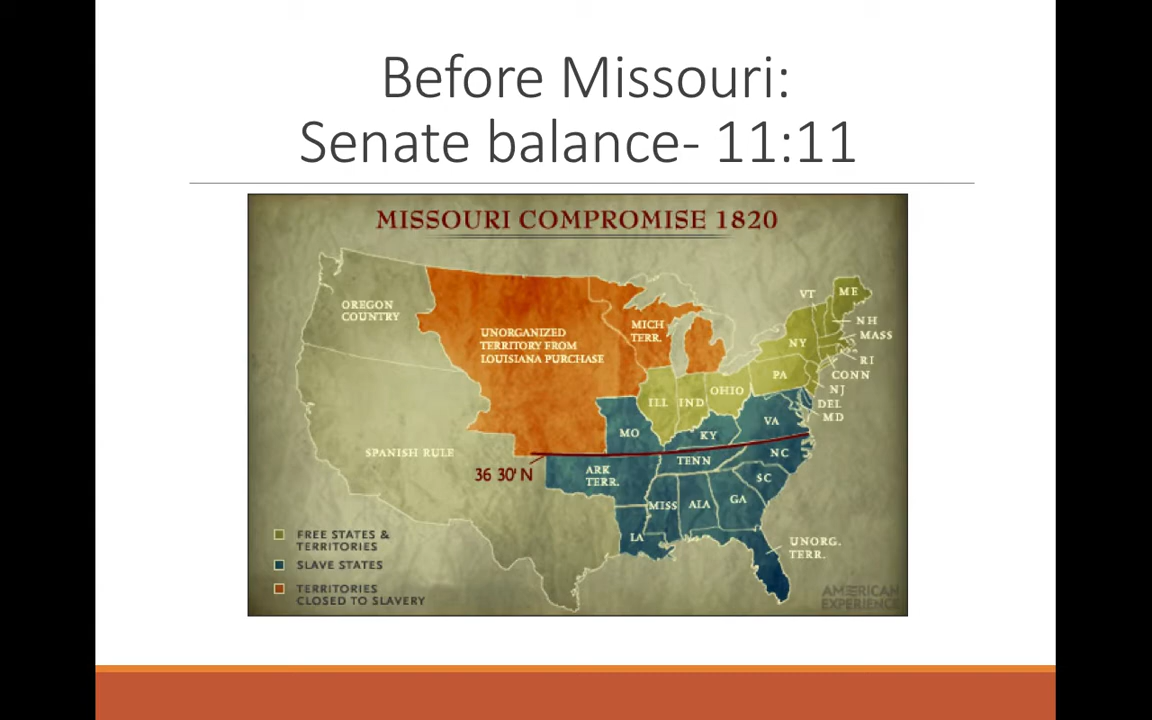 Before Missouri:
Senate balance- 11:11
MISSOURI COMPROMISE 1820
OREGON
COUNTRY
UNORGANIZED
TERRITORY FROM
LOUISIANA PURCHASE
MICH
TERR.
VT
ME
NH
MASS
NY
RI
CONN
PA
NJ
OHIO
ILL
IND
DEL
MD
VA
MO
KY
SPANISH RULE
NC
TENN
36 30' N
ARK
TERR.
SC
MISS
ALA
GA
LA
UNORG.
TERR.
FREE STATES &
TERRITORIES
SLAVE STATES
TERRITORIES
CLOSED TO SLAVERY
AMERICAN
EXPERIENCE